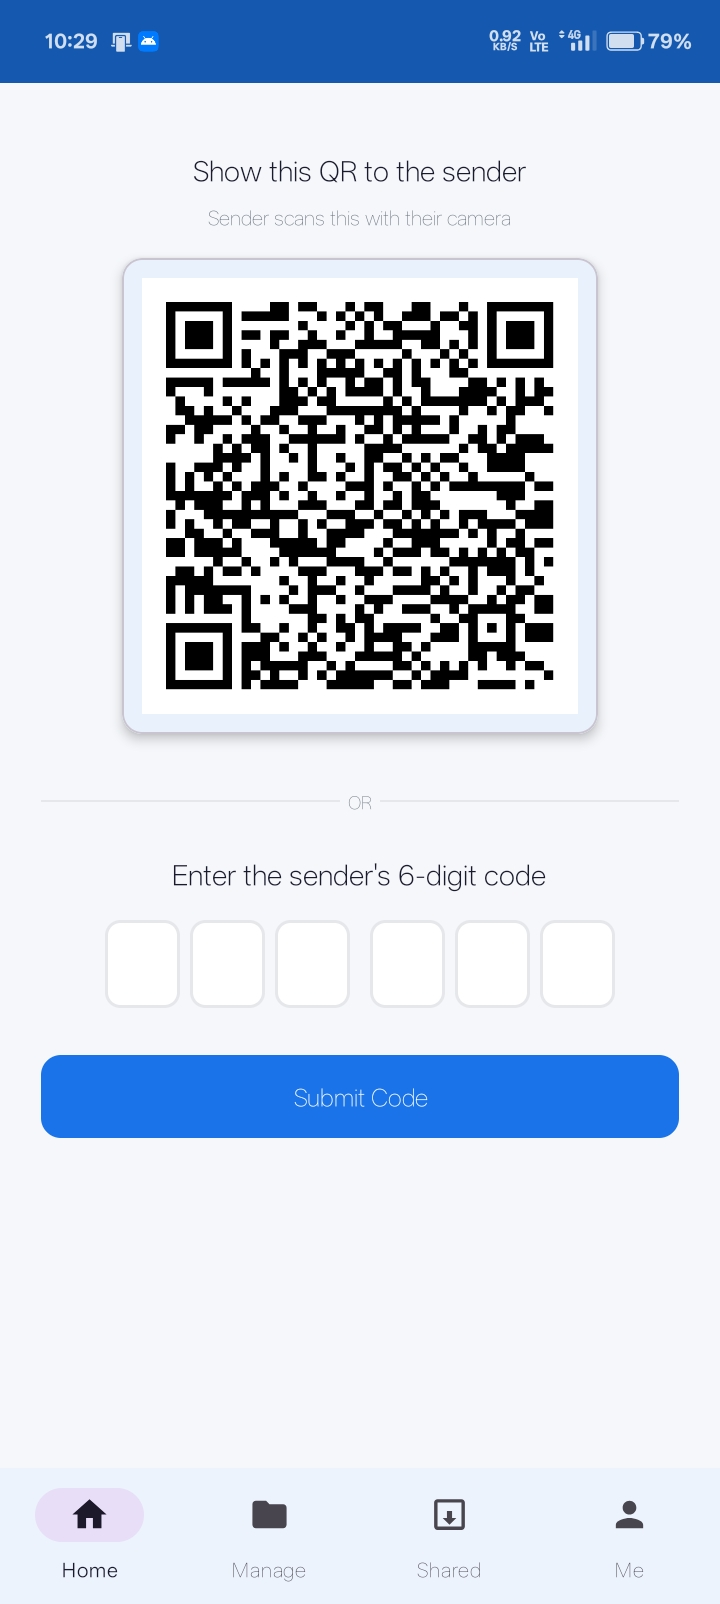 10:29
0.92 KB/S Vo LTE 4G 79%
Show this QR to the sender
Sender scans this with their camera
OR
Enter the sender's 6-digit code
Submit Code
Home Manage Shared Me